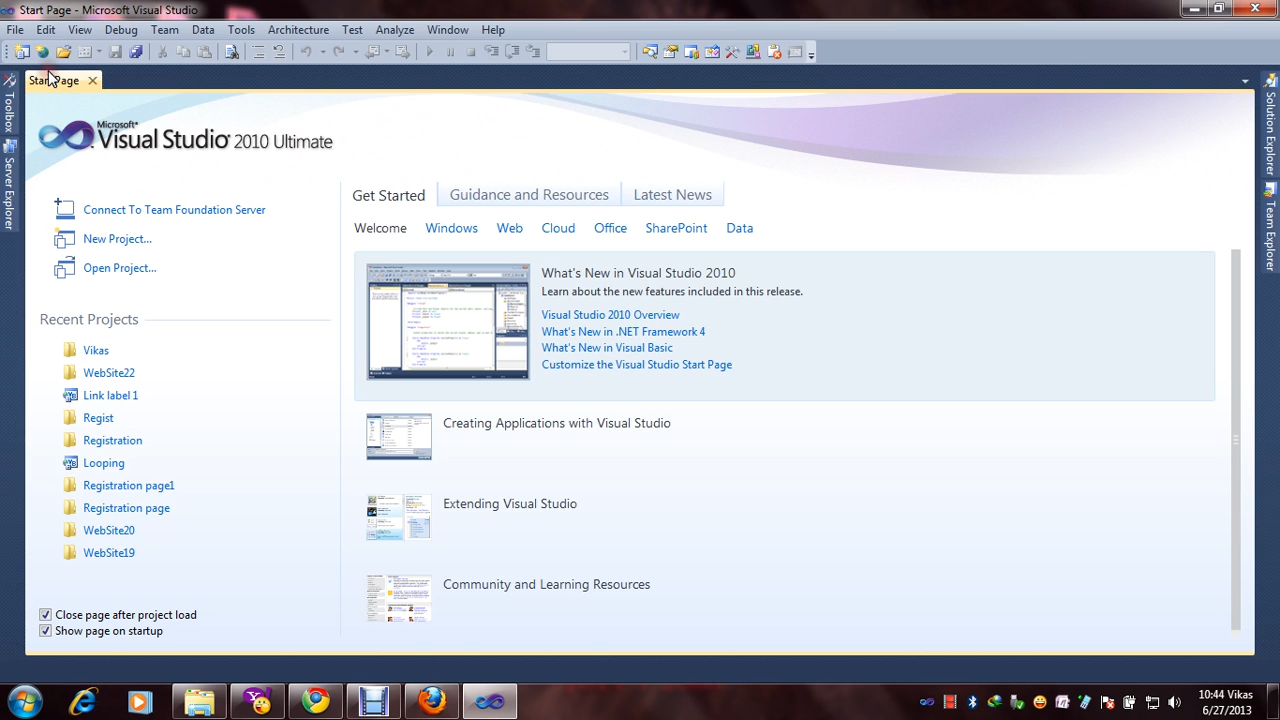 Start Page - Microsoft Visual Studio
File Edit View Debug Team Data Tools Architecture Test Analyze Window Help
Start Page
Toolbox
Server Explorer
Solution Explorer
Team Explorer
Microsoft®
Visual Studio® 2010 Ultimate
Connect To Team Foundation Server
New Project...
Open Project...
Recent Projects
Vikas
WebSite22
Link label 1
Regist
Registration
Looping
Registration page1
Registration page
WebSite20
WebSite19
Close page after project load
Show page on startup
Get Started Guidance and Resources Latest News
Welcome Windows Web Cloud Office SharePoint Data
What's New in Visual Studio 2010
Learn about the new features included in this release.
Visual Studio 2010 Overview
What's New in .NET Framework 4
What's New in Visual Basic
Customize the Visual Studio Start Page
Creating Applications with Visual Studio
Extending Visual Studio
Community and Learning Resources
10:44 Vikas
6/27/2013